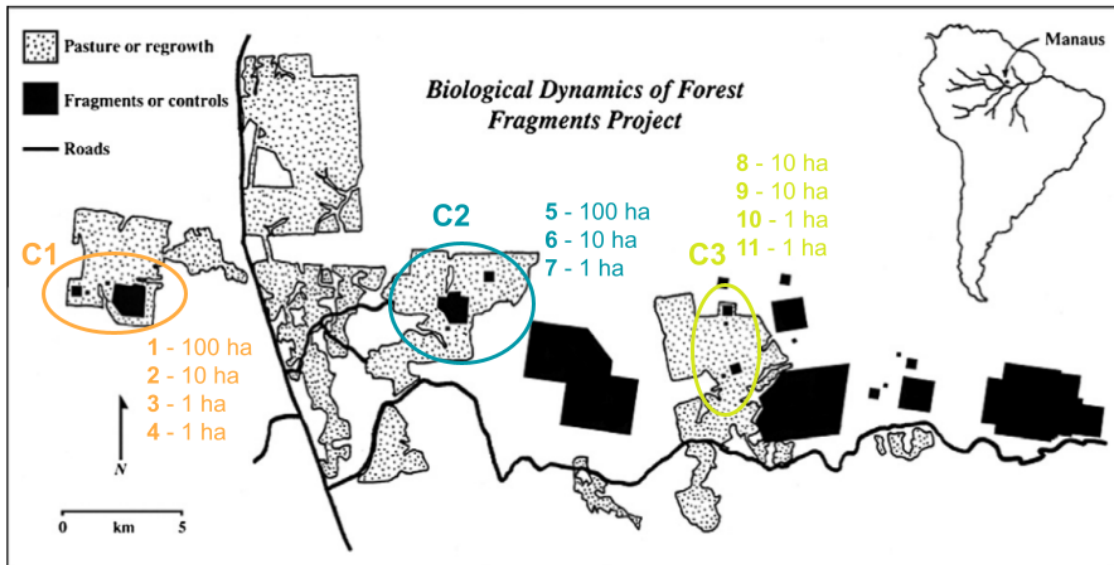 Pasture or regrowth
Fragments or controls
Roads
Biological Dynamics of Forest
Fragments Project
Manaus
C1
1 - 100 ha
2 - 10 ha
3 - 1 ha
4 - 1 ha
C2
5 - 100 ha
6 - 10 ha
7 - 1 ha
8 - 10 ha
9 - 10 ha
10 - 1 ha
11 - 1 ha
C3
N
0 km 5